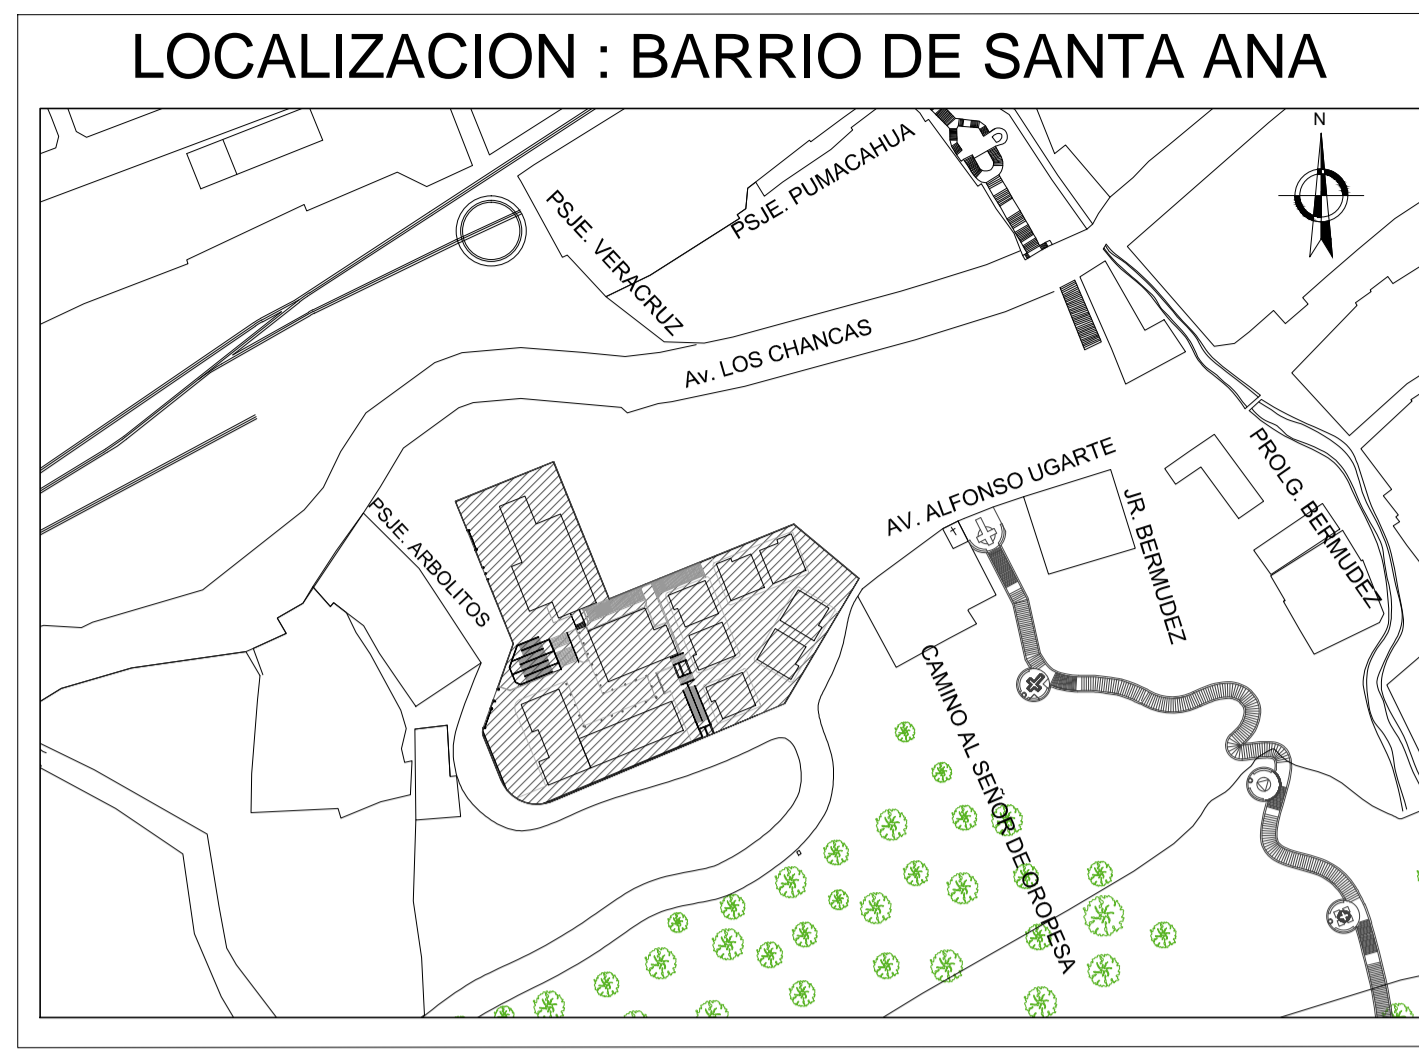 LOCALIZACION : BARRIO DE SANTA ANA
N
PSJE. PUMACAHUA
PSJE. VERACRUZ
Av. LOS CHANCAS
AV. ALFONSO UGARTE
PROLG. BERMUDEZ
JR. BERMUDEZ
PSJE. ARBOLITOS
CAMINO AL SEÑOR DE OROPESA